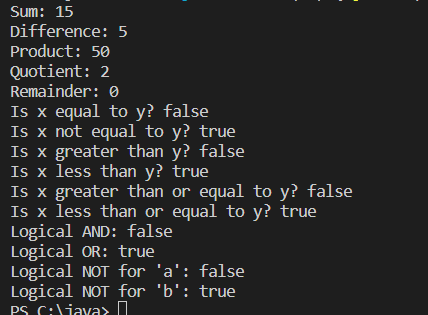 Sum: 15
Difference: 5
Product: 50
Quotient: 2
Remainder: 0
Is x equal to y? false
Is x not equal to y? true
Is x greater than y? false
Is x less than y? true
Is x greater than or equal to y? false
Is x less than or equal to y? true
Logical AND: false
Logical OR: true
Logical NOT for 'a': false
Logical NOT for 'b': true
PS C:\java>